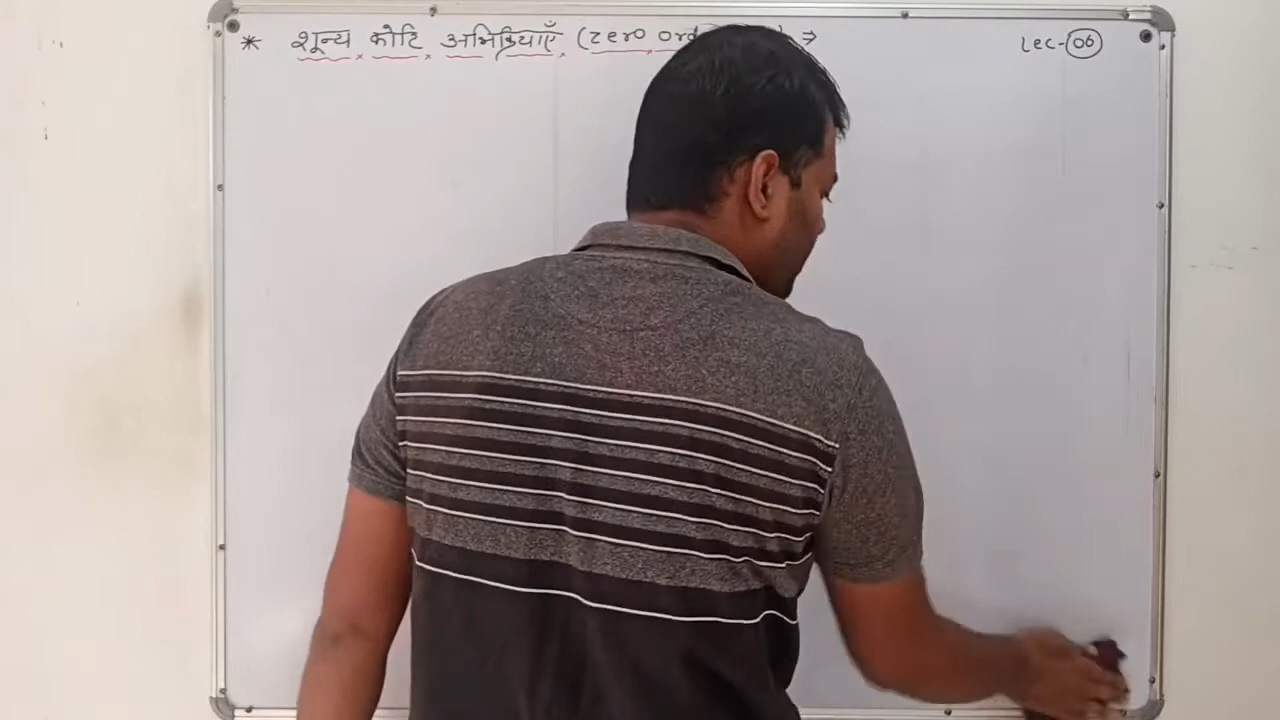 * शून्य कोटि अभिक्रियाएँ (zero ord → Lec-06